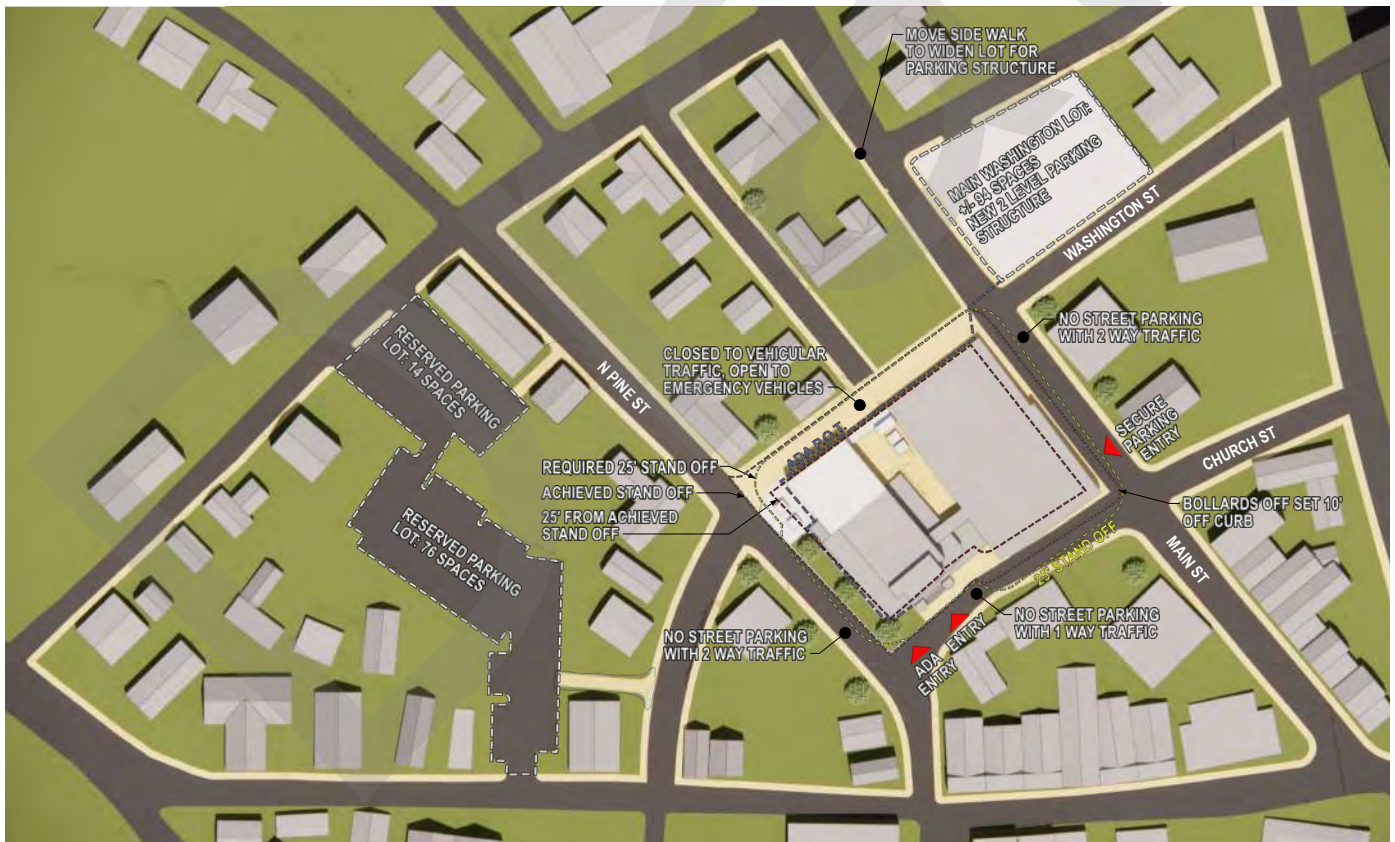 MOVE SIDE WALK
TO WIDEN LOT FOR
PARKING STRUCTURE
MAIN WASHINGTON LOT:
+/- 94 SPACES
NEW 2 LEVEL PARKING
STRUCTURE
WASHINGTON ST
NO STREET PARKING
WITH 2 WAY TRAFFIC
RESERVED PARKING
LOT: 14 SPACES
N PINE ST
CLOSED TO VEHICULAR
TRAFFIC, OPEN TO
EMERGENCY VEHICLES
SECURE
PARKING
ENTRY
CHURCH ST
ADA P.O.T.
REQUIRED 25' STAND OFF
ACHIEVED STAND OFF
25' FROM ACHIEVED
STAND OFF
BOLLARDS OFF SET 10'
OFF CURB
RESERVED PARKING
LOT: 76 SPACES
25' STAND OFF
MAIN ST
NO STREET PARKING
WITH 2 WAY TRAFFIC
ADA
ENTRY
ENTRY
NO STREET PARKING
WITH 1 WAY TRAFFIC